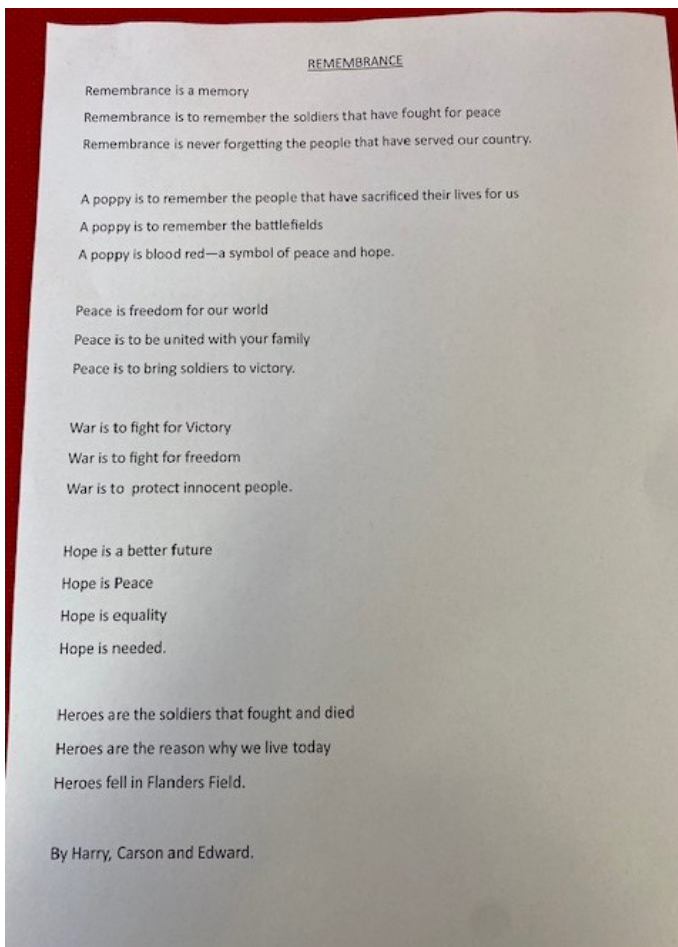 REMEMBRANCE
Remembrance is a memory
Remembrance is to remember the soldiers that have fought for peace
Remembrance is never forgetting the people that have served our country.
A poppy is to remember the people that have sacrificed their lives for us
A poppy is to remember the battlefields
A poppy is blood red—a symbol of peace and hope.
Peace is freedom for our world
Peace is to be united with your family
Peace is to bring soldiers to victory.
War is to fight for Victory
War is to fight for freedom
War is to  protect innocent people.
Hope is a better future
Hope is Peace
Hope is equality
Hope is needed.
Heroes are the soldiers that fought and died
Heroes are the reason why we live today
Heroes fell in Flanders Field.
By Harry, Carson and Edward.